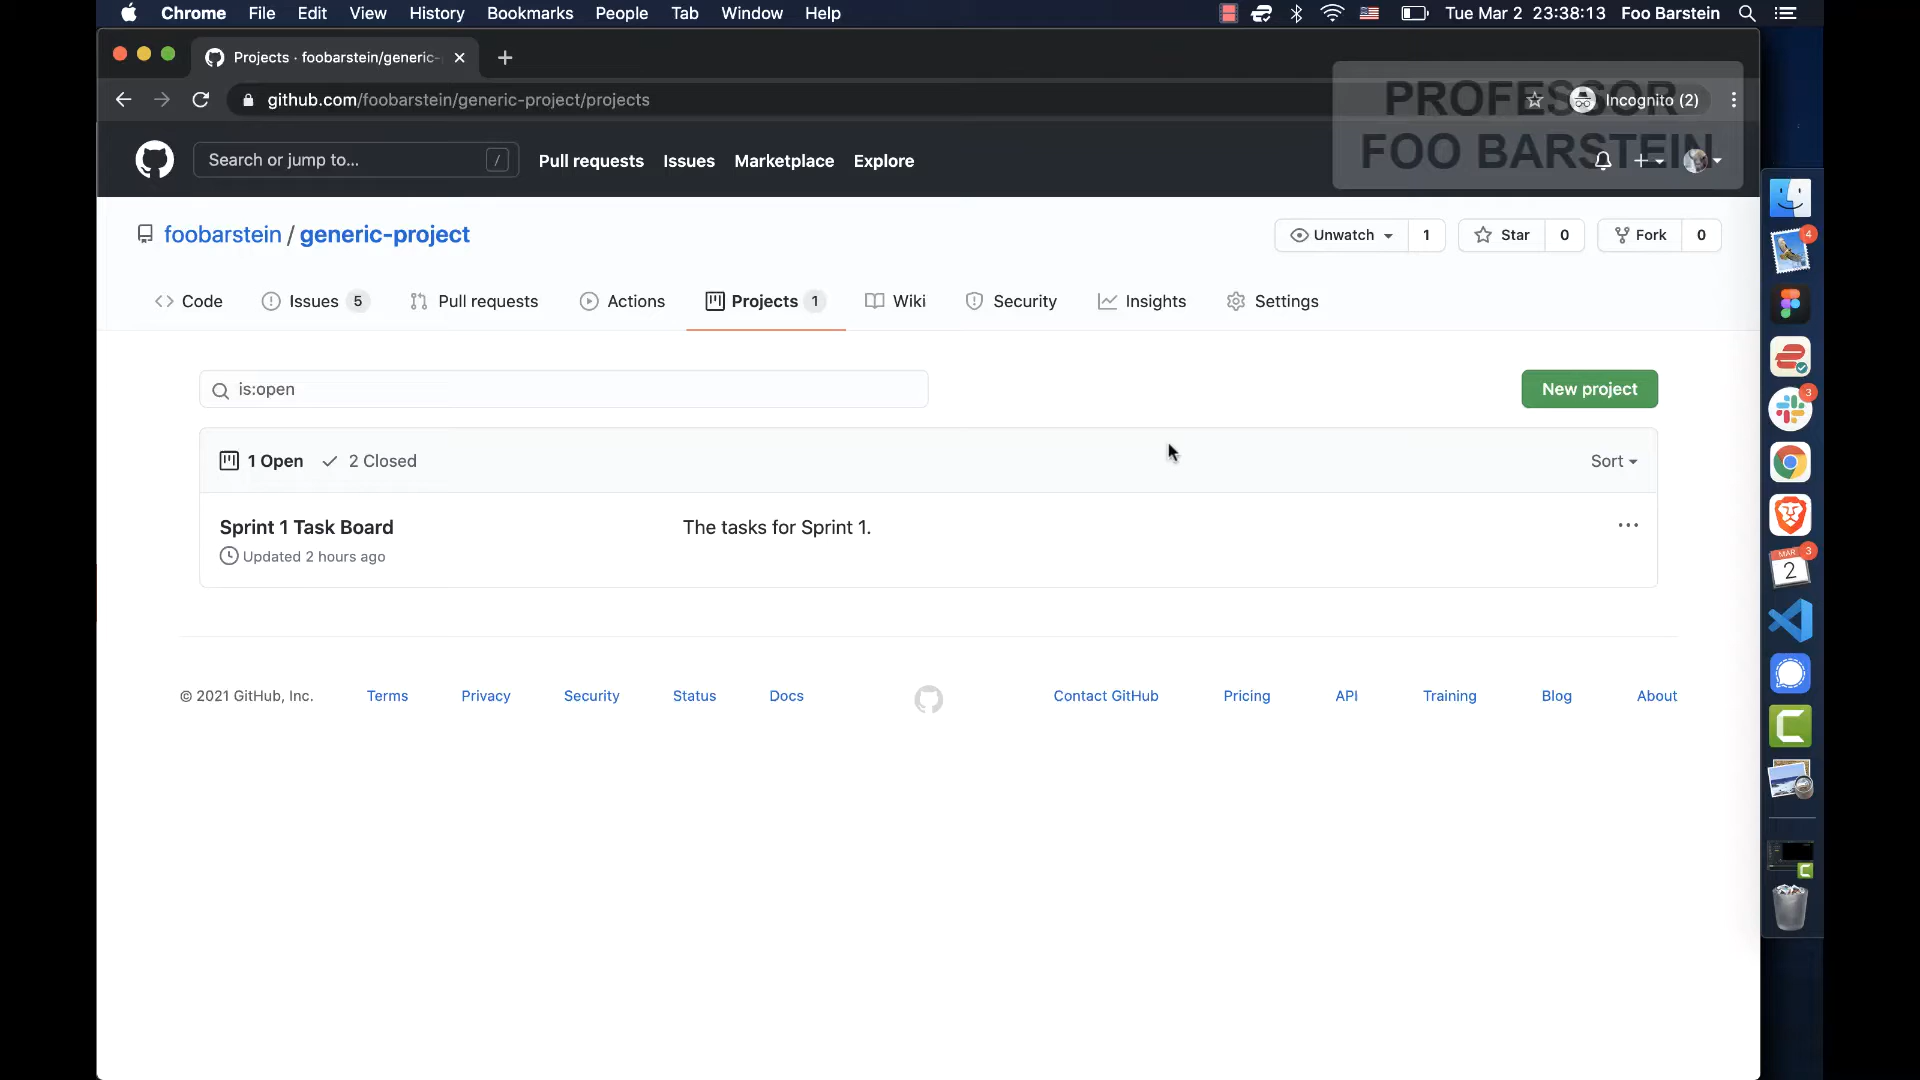 Chrome File Edit View History Bookmarks People Tab Window Help Tue Mar 2 23:38:13 Foo Barstein
Projects · foobarstein/generic-
github.com/foobarstein/generic-project/projects Incognito (2)
PROFESSOR
FOO BARSTEIN
Search or jump to... / Pull requests Issues Marketplace Explore
foobarstein / generic-project Unwatch 1 Star 0 Fork 0
Code Issues 5 Pull requests Actions Projects 1 Wiki Security Insights Settings
is:open New project
1 Open 2 Closed Sort
Sprint 1 Task Board The tasks for Sprint 1.
Updated 2 hours ago
© 2021 GitHub, Inc. Terms Privacy Security Status Docs Contact GitHub Pricing API Training Blog About
4
3
3
MAR
2